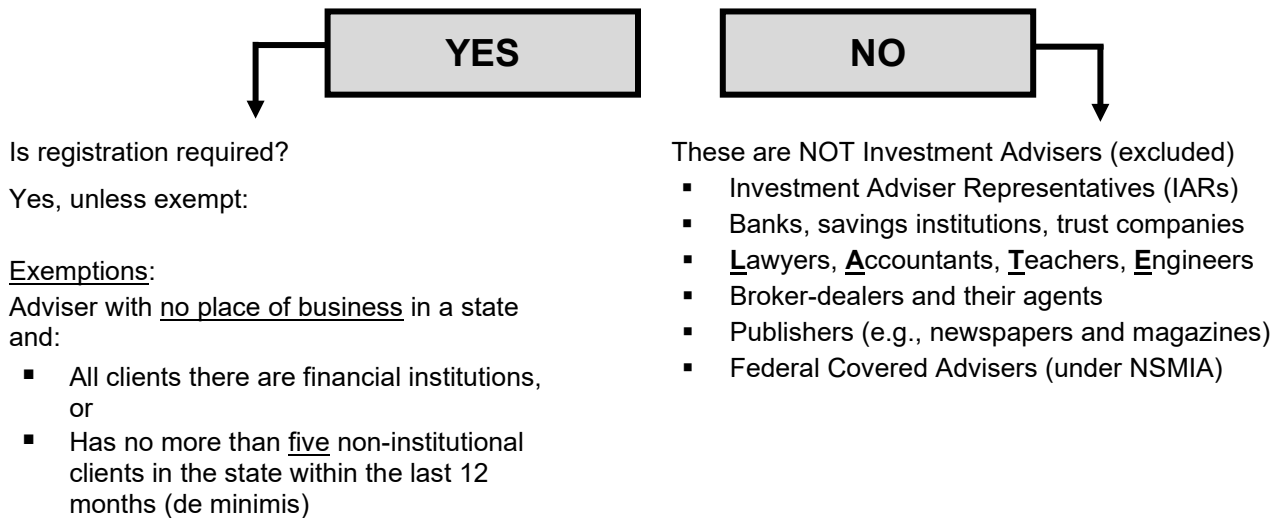 YES
NO
Is registration required?
Yes, unless exempt:
Exemptions:
Adviser with no place of business in a state
and:
▪ All clients there are financial institutions,
or
▪ Has no more than five non-institutional
clients in the state within the last 12
months (de minimis)
These are NOT Investment Advisers (excluded)
▪ Investment Adviser Representatives (IARs)
▪ Banks, savings institutions, trust companies
▪ Lawyers, Accountants, Teachers, Engineers
▪ Broker-dealers and their agents
▪ Publishers (e.g., newspapers and magazines)
▪ Federal Covered Advisers (under NSMIA)